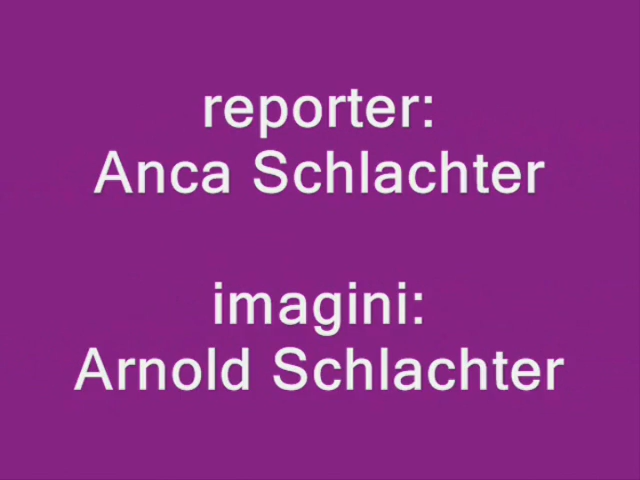 reporter:
Anca Schlachter
imagini:
Arnold Schlachter